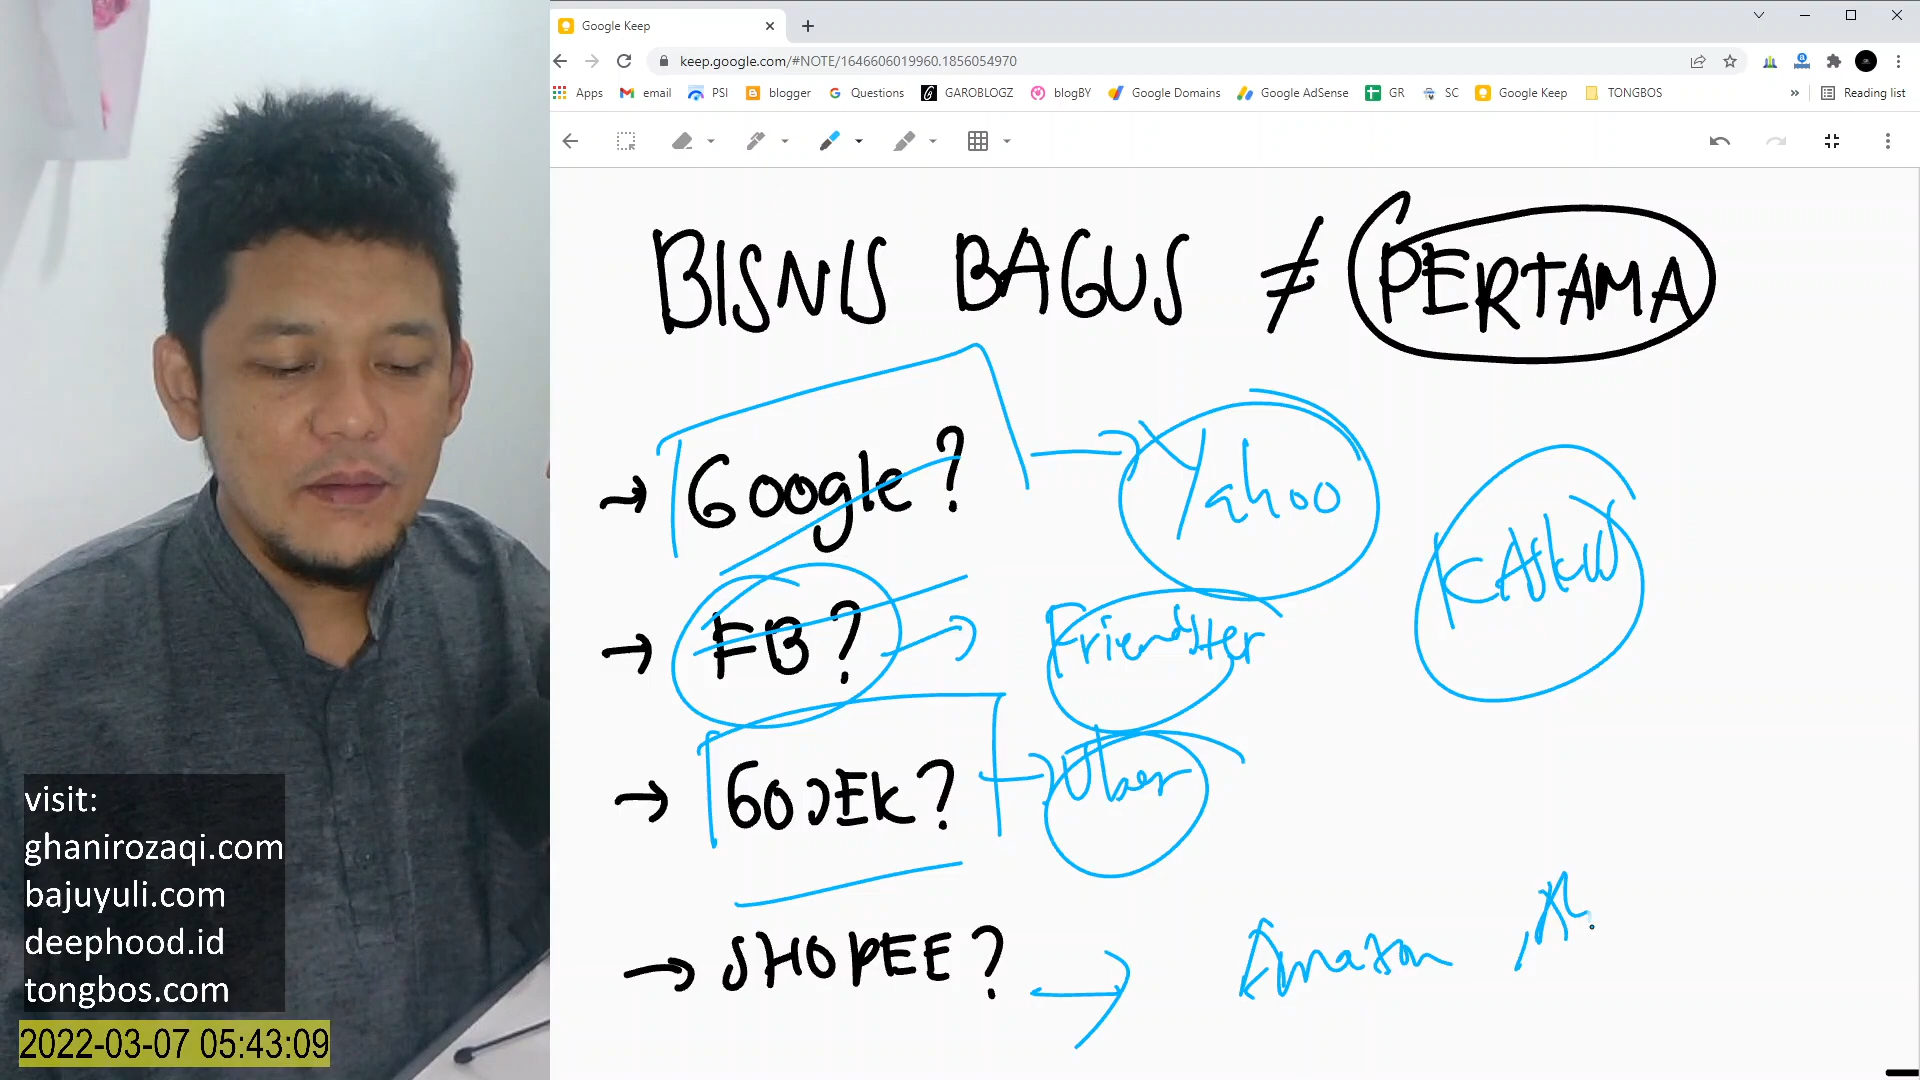 Google Keep
keep.google.com/#NOTE/1646606019960.1856054970
Apps email PSI blogger Questions GAROBLOGZ blogBY Google Domains Google AdSense GR SC Google Keep TONGBOS » Reading list
BISNIS BAGUS ≠ PERTAMA
→ Google? → Yahoo
KASKUS
→ FB? → Friendster
→ GOJEK? → Uber
→ SHOPEE? → Amazon,
visit:
ghanirozaqi.com
bajuyuli.com
deephood.id
tongbos.com
2022-03-07 05:43:09